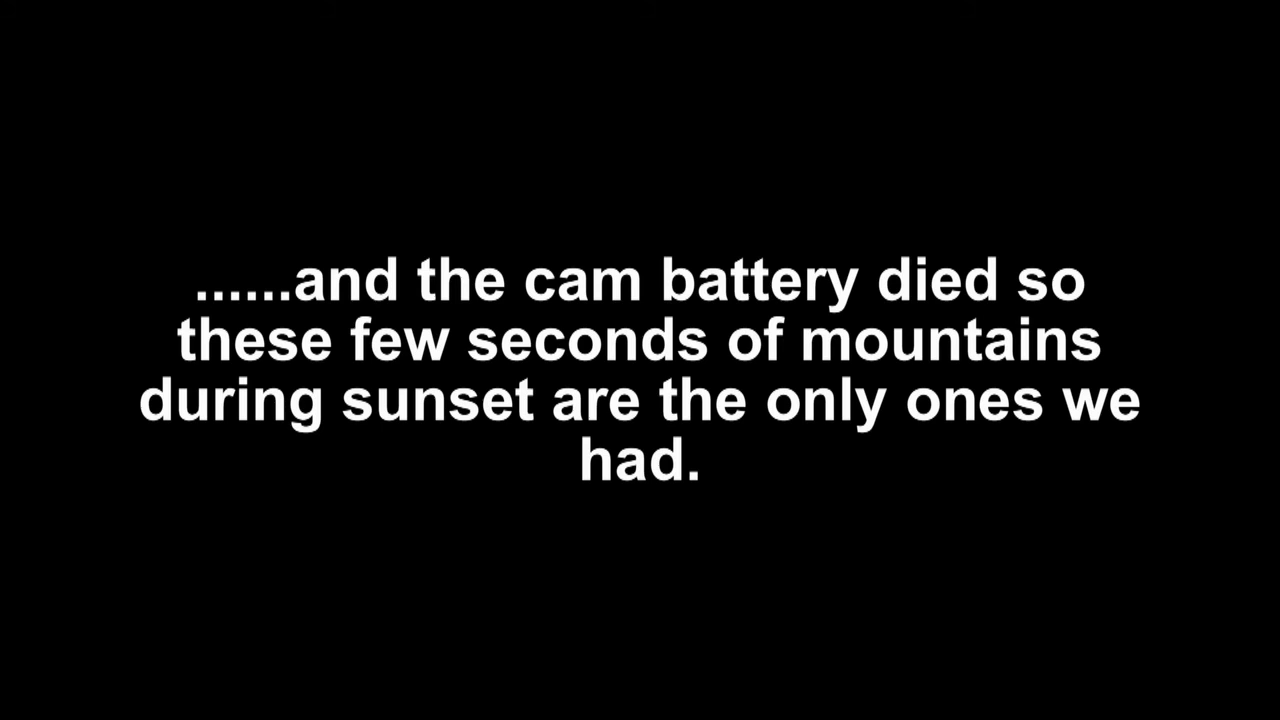 ......and the cam battery died so
these few seconds of mountains
during sunset are the only ones we
had.